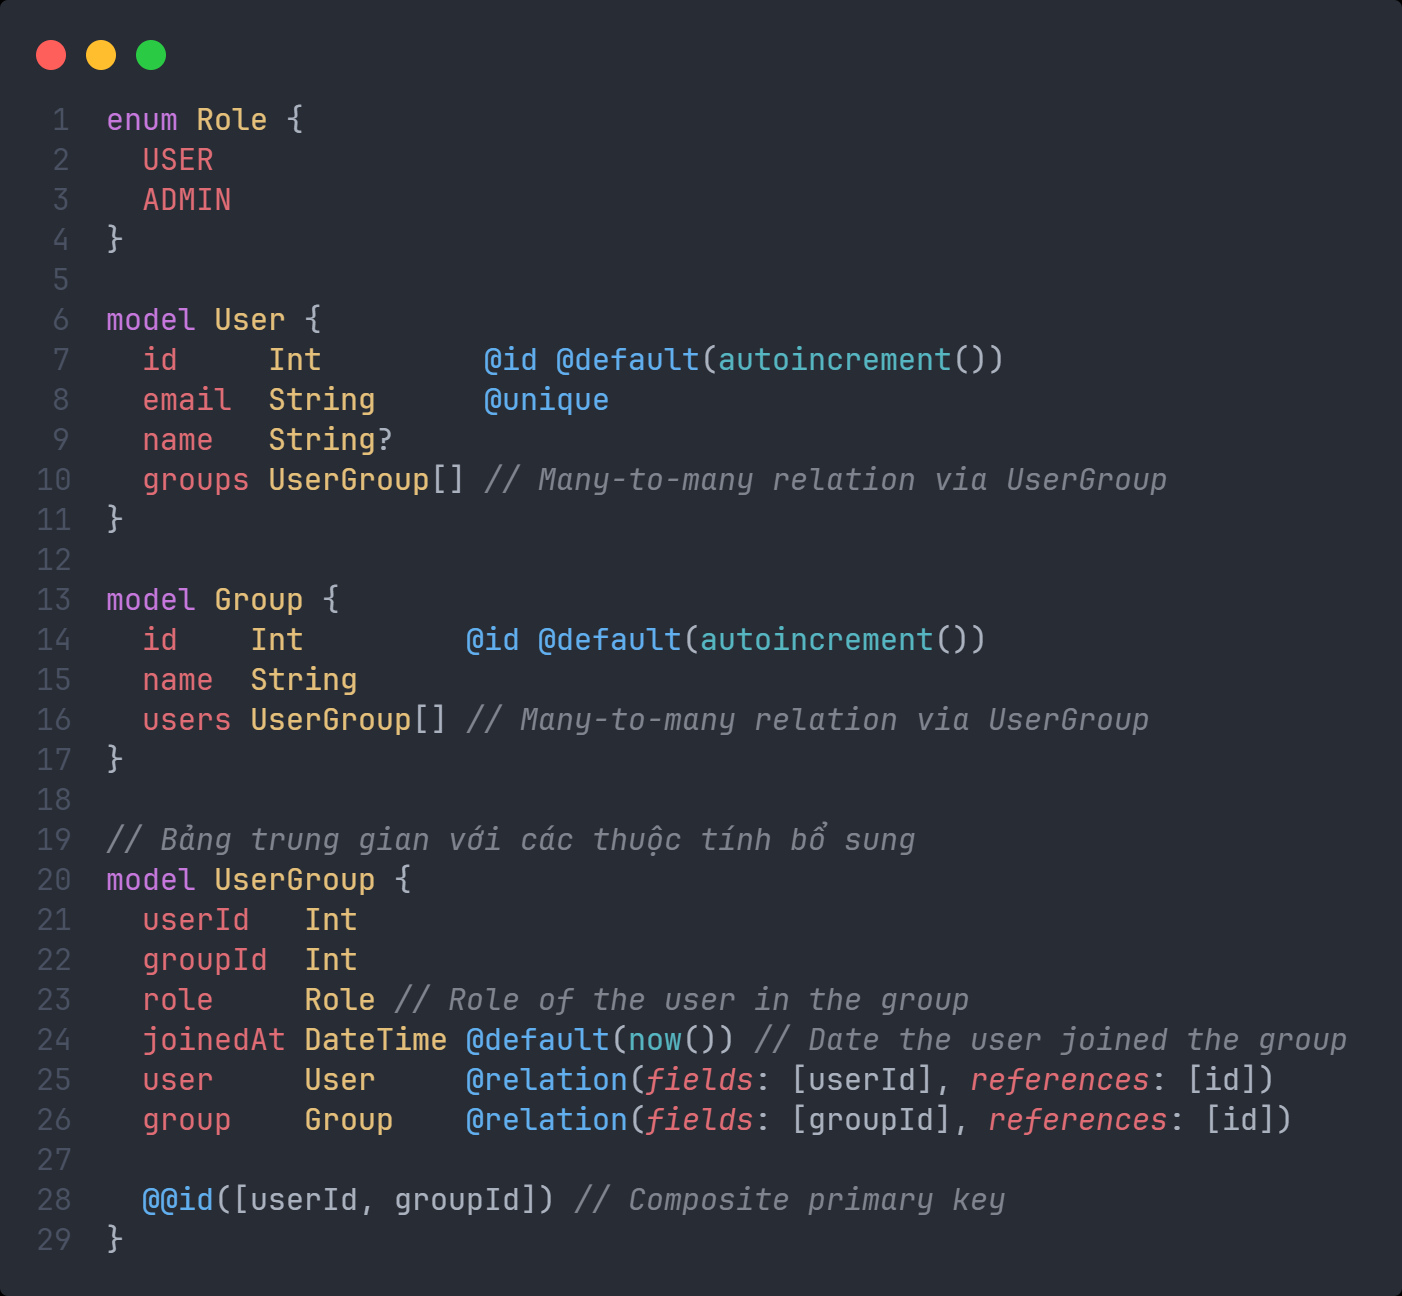 1 enum Role {
2   USER
3   ADMIN
4 }
5
6 model User {
7   id     Int         @id @default(autoincrement())
8   email  String      @unique
9   name   String?
10   groups UserGroup[] // Many-to-many relation via UserGroup
11 }
12
13 model Group {
14   id    Int         @id @default(autoincrement())
15   name  String
16   users UserGroup[] // Many-to-many relation via UserGroup
17 }
18
19 // Bảng trung gian với các thuộc tính bổ sung
20 model UserGroup {
21   userId   Int
22   groupId  Int
23   role     Role // Role of the user in the group
24   joinedAt DateTime @default(now()) // Date the user joined the group
25   user     User     @relation(fields: [userId], references: [id])
26   group    Group    @relation(fields: [groupId], references: [id])
27
28   @@id([userId, groupId]) // Composite primary key
29 }